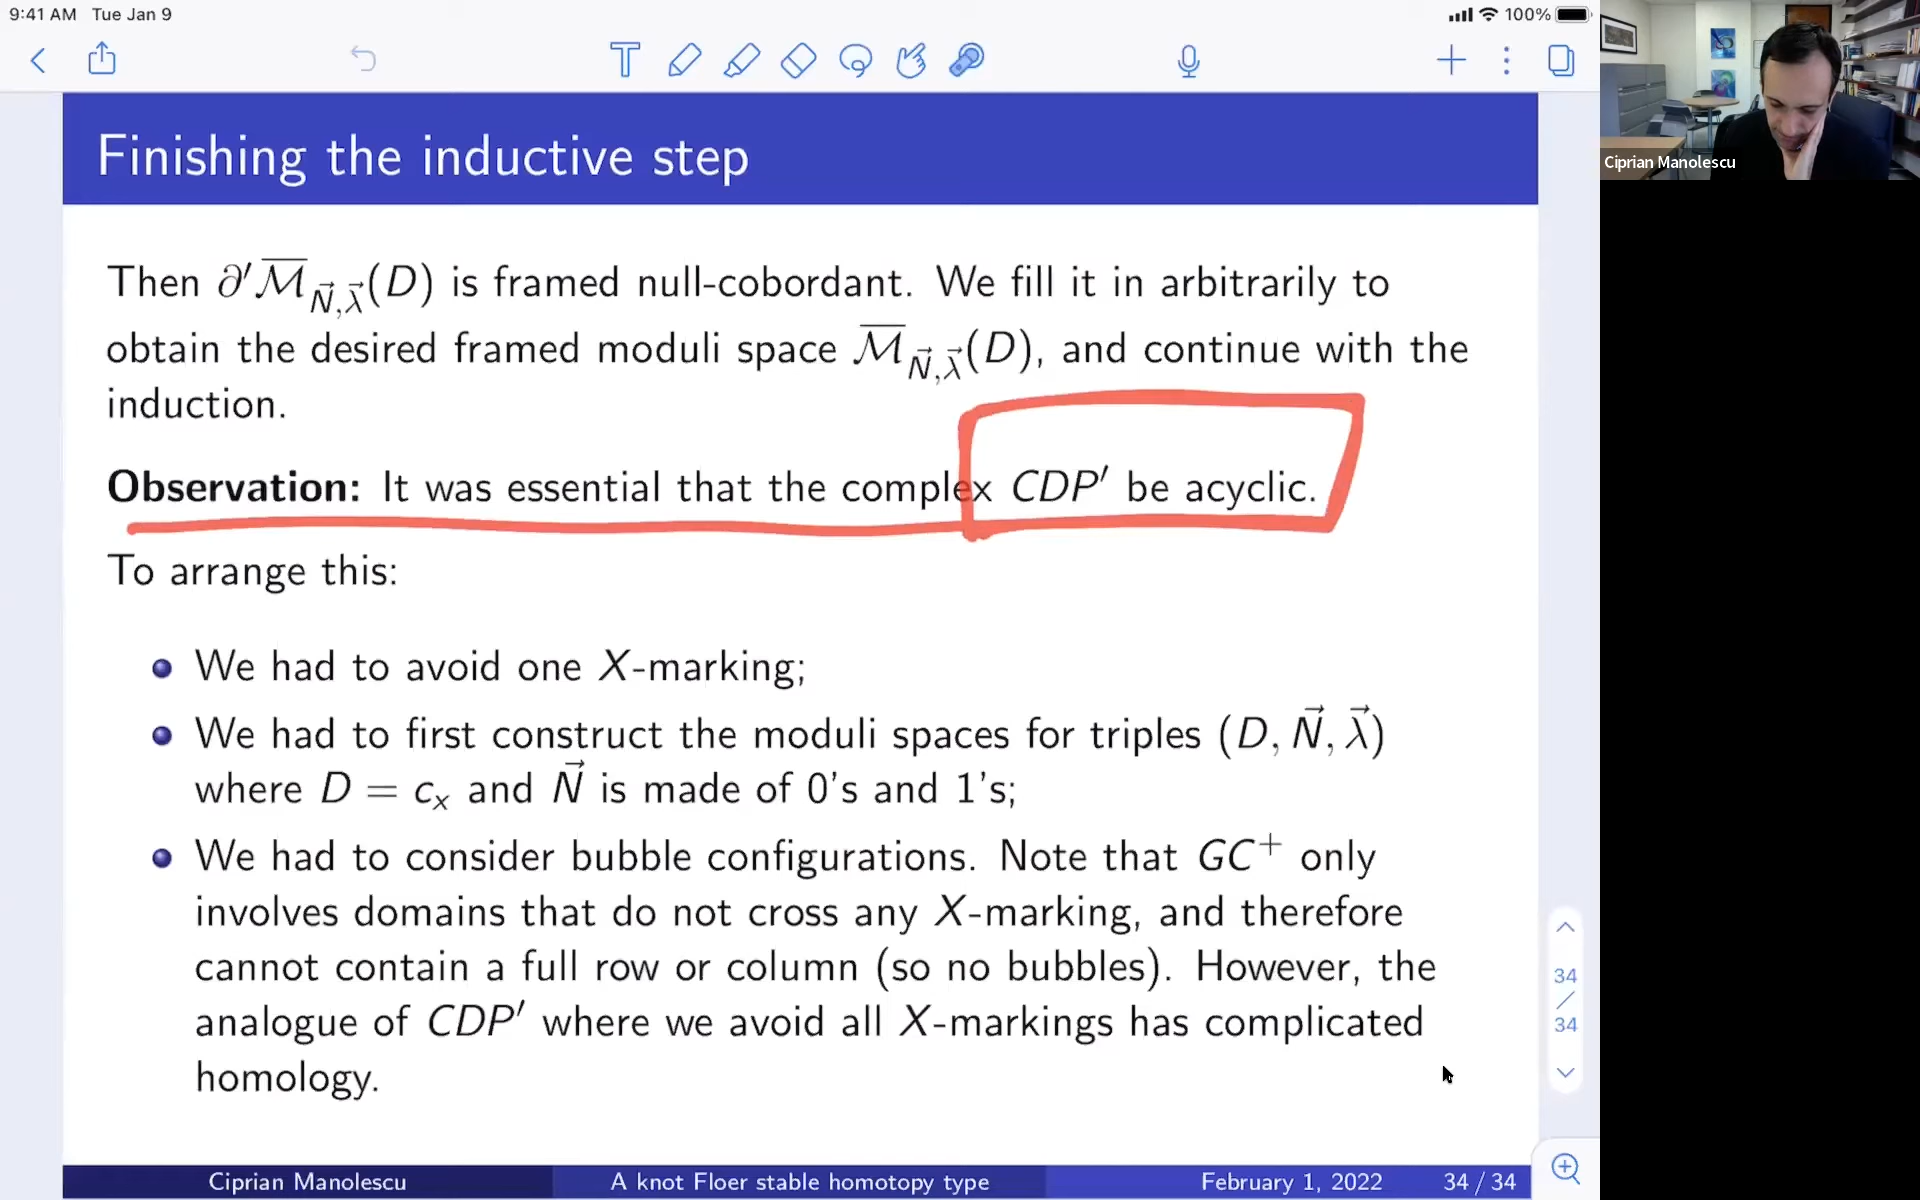 9:41 AM Tue Jan 9
100%
Ciprian Manolescu
Finishing the inductive step
Then ∂′ℳ̅_{N⃗,λ⃗}(D) is framed null-cobordant. We fill it in arbitrarily to
obtain the desired framed moduli space ℳ̅_{N⃗,λ⃗}(D), and continue with the
induction.
Observation: It was essential that the complex CDP′ be acyclic.
To arrange this:
We had to avoid one X-marking;
We had to first construct the moduli spaces for triples (D, N⃗, λ⃗)
where D = c_x and N⃗ is made of 0's and 1's;
We had to consider bubble configurations. Note that GC⁺ only
involves domains that do not cross any X-marking, and therefore
cannot contain a full row or column (so no bubbles). However, the
analogue of CDP′ where we avoid all X-markings has complicated
homology.
34
/
34
Ciprian Manolescu
A knot Floer stable homotopy type
February 1, 2022
34 / 34